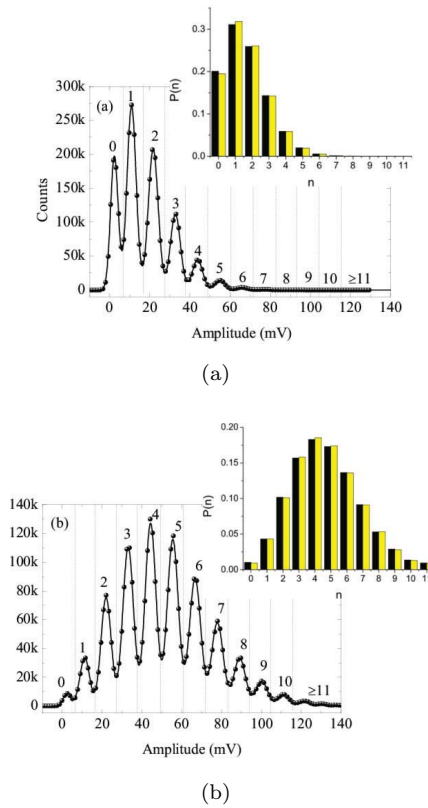 0.3
0.2
0.1
0.0
P(n)
0 1 2 3 4 5 6 7 8 9 10 11
n
300k
250k
200k
150k
100k
50k
0
Counts
(a)
0 1 2 3 4 5 6 7 8 9 10 ≥11
0 20 40 60 80 100 120 140
Amplitude (mV)
(a)
0.20
0.15
0.10
0.05
0.00
P(n)
0 1 2 3 4 5 6 7 8 9 10 11
n
140k
120k
100k
80k
60k
40k
20k
0
(b)
0 1 2 3 4 5 6 7 8 9 10 ≥11
0 20 40 60 80 100 120 140
Amplitude (mV)
(b)